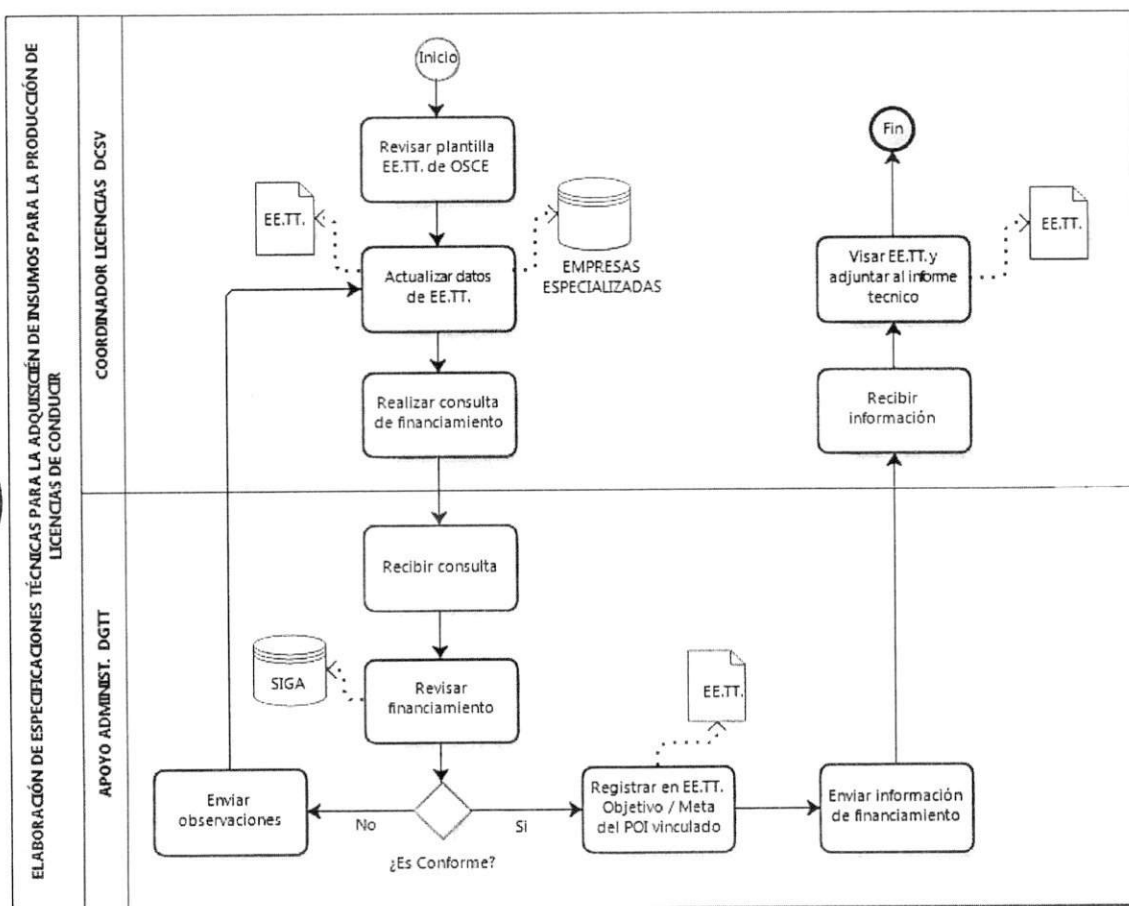 ELABORACIÓN DE ESPECIFICACIONES TÉCNICAS PARA LA ADQUISICIÓN DE INSUMOS PARA LA PRODUCCIÓN DE
LICENCIAS DE CONDUCIR
COORDINADOR LICENCIAS DCSV
Inicio
Revisar plantilla
EE.TT. de OSCE
EE.TT.
Actualizar datos
de EE.TT.
EMPRESAS
ESPECIALIZADAS
Realizar consulta
de financiamiento
Fin
Visar EE.TT. y
adjuntar al informe
tecnico
EE.TT.
Recibir
información
APOYO ADMINIST. DGTT
Recibir consulta
SIGA
Revisar
financiamiento
EE.TT.
Enviar
observaciones
No
Si
¿Es Conforme?
Registrar en EE.TT.
Objetivo / Meta
del POI vinculado
Enviar información
de financiamiento